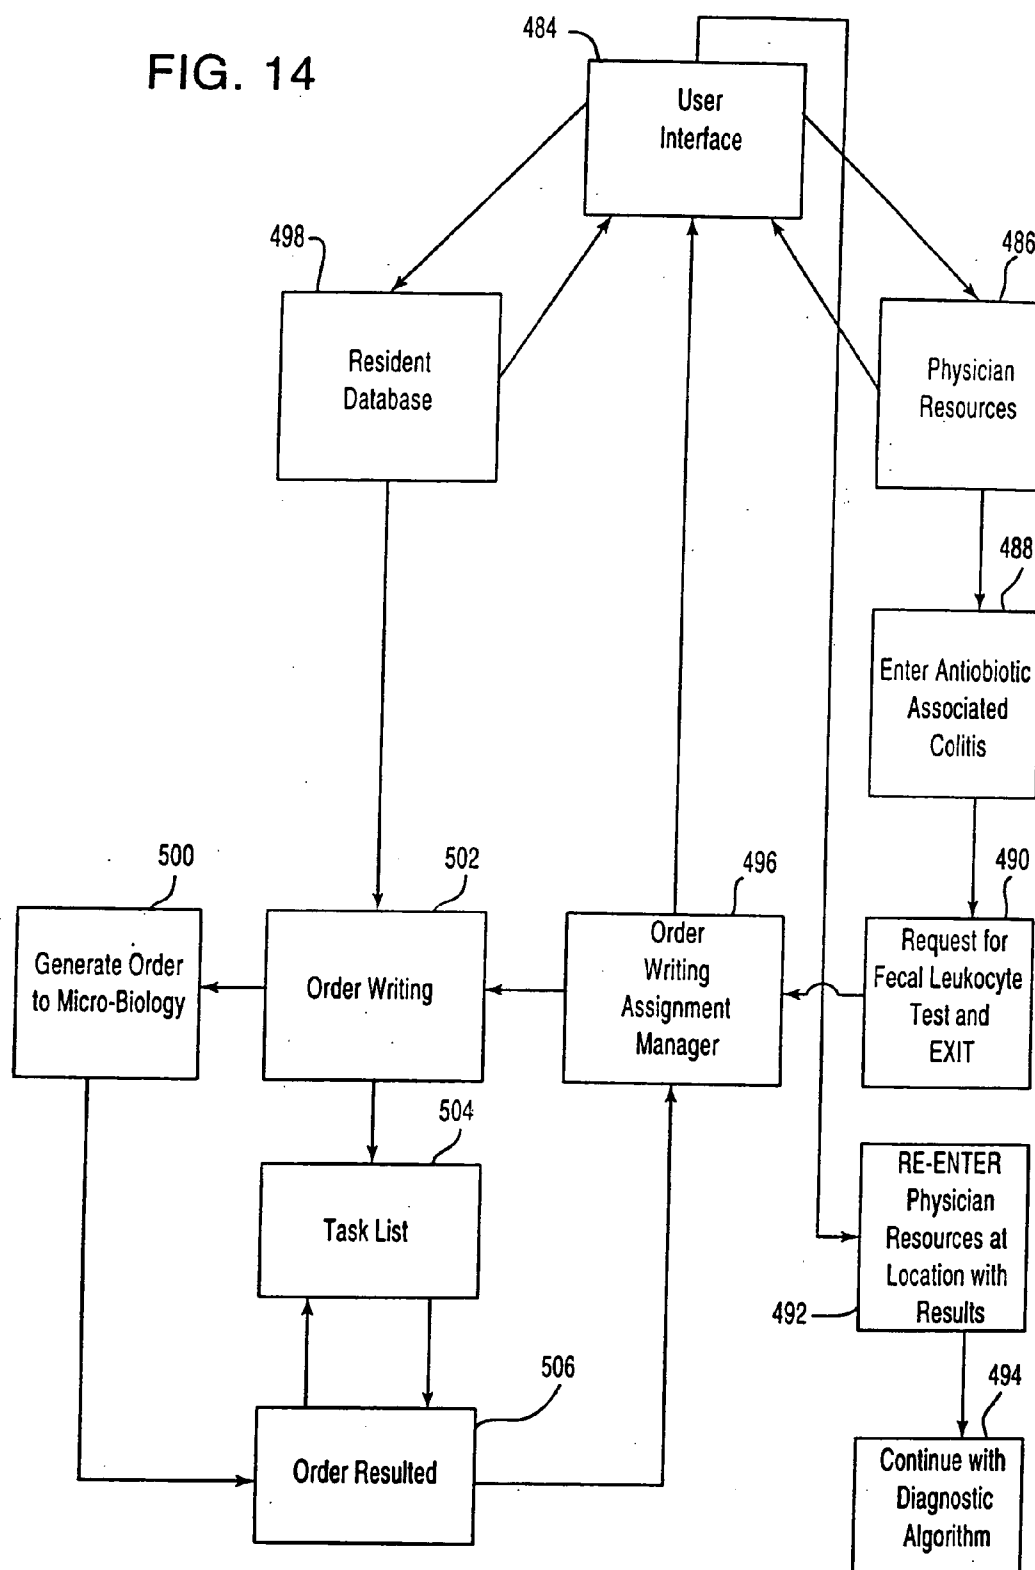 FIG. 14
484
User
Interface
498
Resident
Database
486
Physician
Resources
488
Enter Antiobiotic
Associated
Colitis
500
Generate Order
to Micro-Biology
502
Order Writing
496
Order
Writing
Assignment
Manager
490
Request for
Fecal Leukocyte
Test and
EXIT
504
Task List
492
RE-ENTER
Physician
Resources at
Location with
Results
506
Order Resulted
494
Continue with
Diagnostic
Algorithm